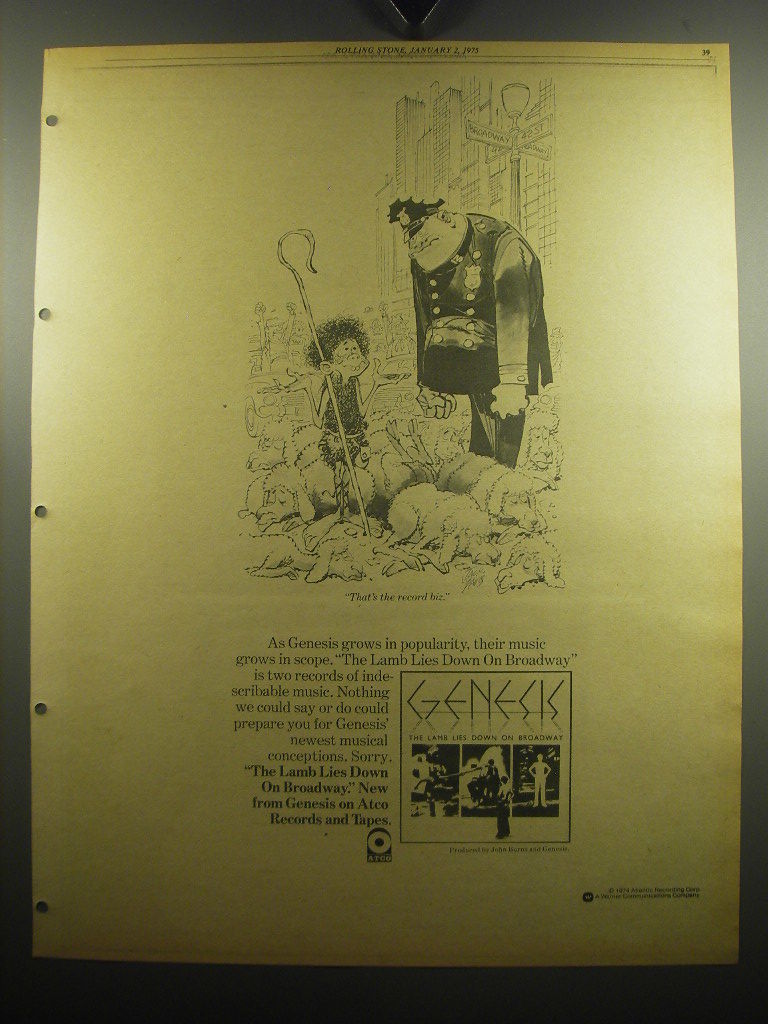 ROLLING STONE, JANUARY 2, 1975
39
BROADWAY
42 ST
BROADWAY
"That's the record biz."
As Genesis grows in popularity, their music
grows in scope. "The Lamb Lies Down On Broadway"
is two records of inde-
scribable music. Nothing
we could say or do could
prepare you for Genesis'
newest musical
conceptions. Sorry.
"The Lamb Lies Down
On Broadway." New
from Genesis on Atco
Records and Tapes.
GENESIS
THE LAMB LIES DOWN ON BROADWAY
ATCO
Produced by John Burns and Genesis.
© 1974 Atlantic Recording Corp
A Warner Communications Company